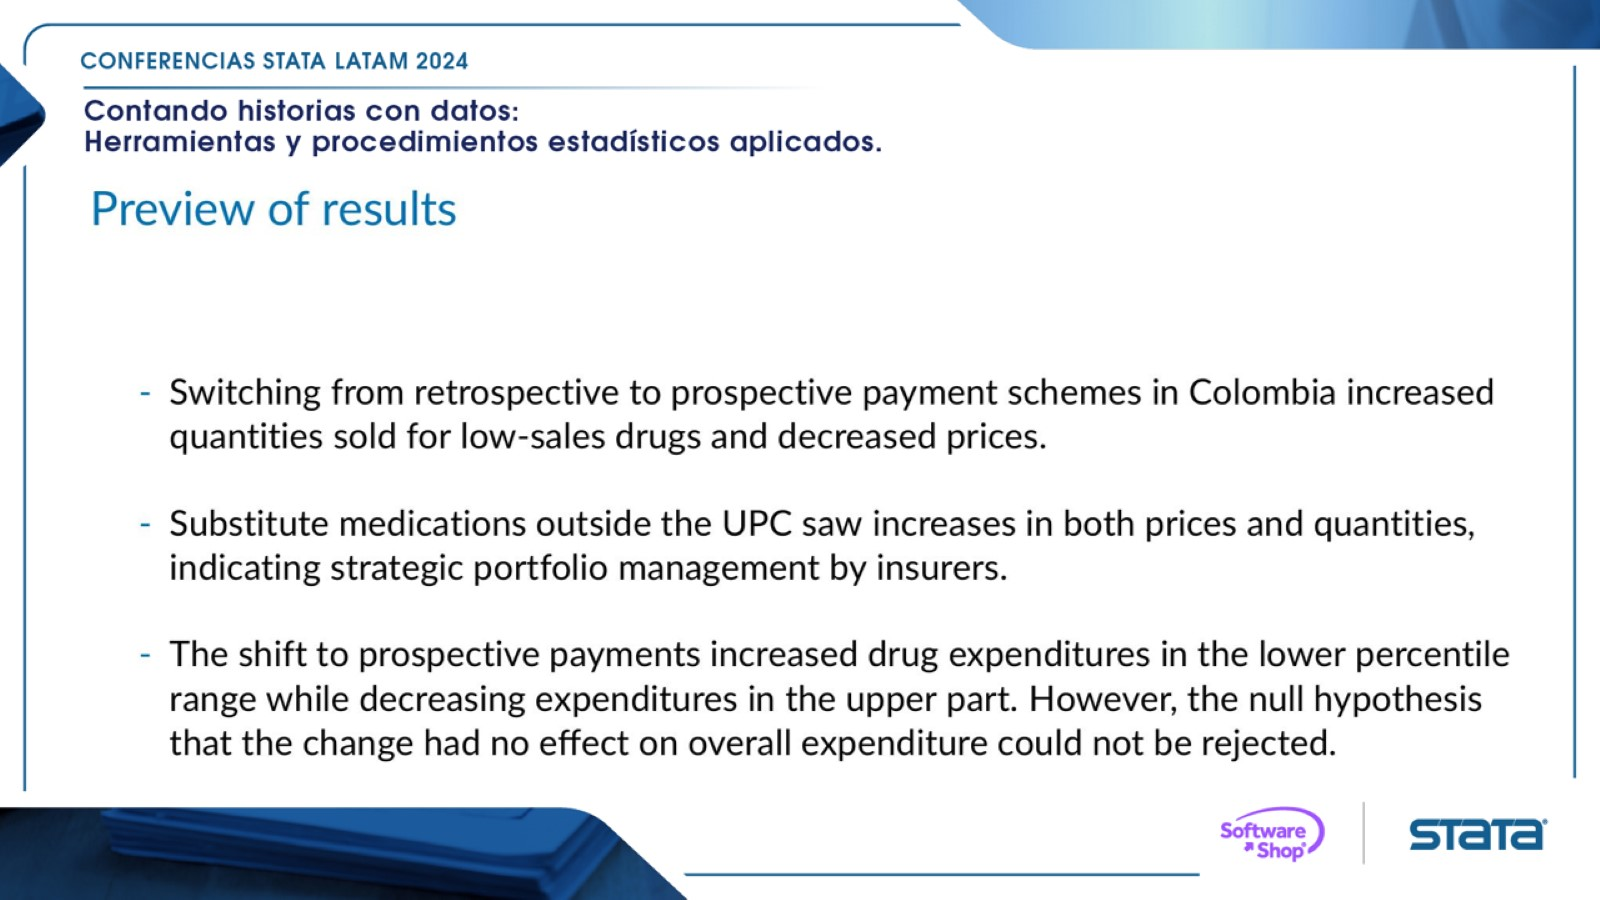 CONFERENCIAS STATA LATAM 2024
Contando historias con datos:
Herramientas y procedimientos estadísticos aplicados.
Preview of results
- Switching from retrospective to prospective payment schemes in Colombia increased
quantities sold for low-sales drugs and decreased prices.
- Substitute medications outside the UPC saw increases in both prices and quantities,
indicating strategic portfolio management by insurers.
- The shift to prospective payments increased drug expenditures in the lower percentile
range while decreasing expenditures in the upper part. However, the null hypothesis
that the change had no effect on overall expenditure could not be rejected.
Software
Shop
STATA®